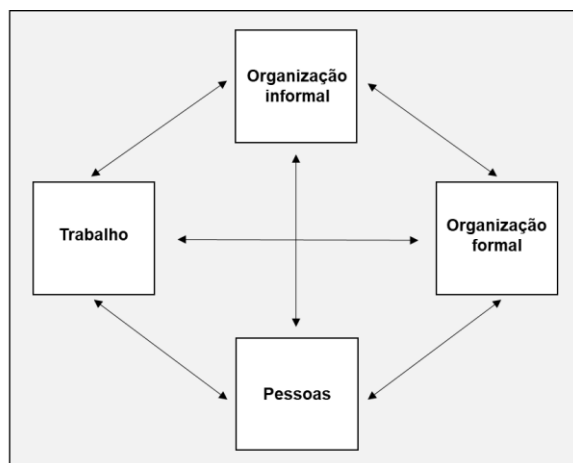 Organização
informal
Trabalho
Organização
formal
Pessoas